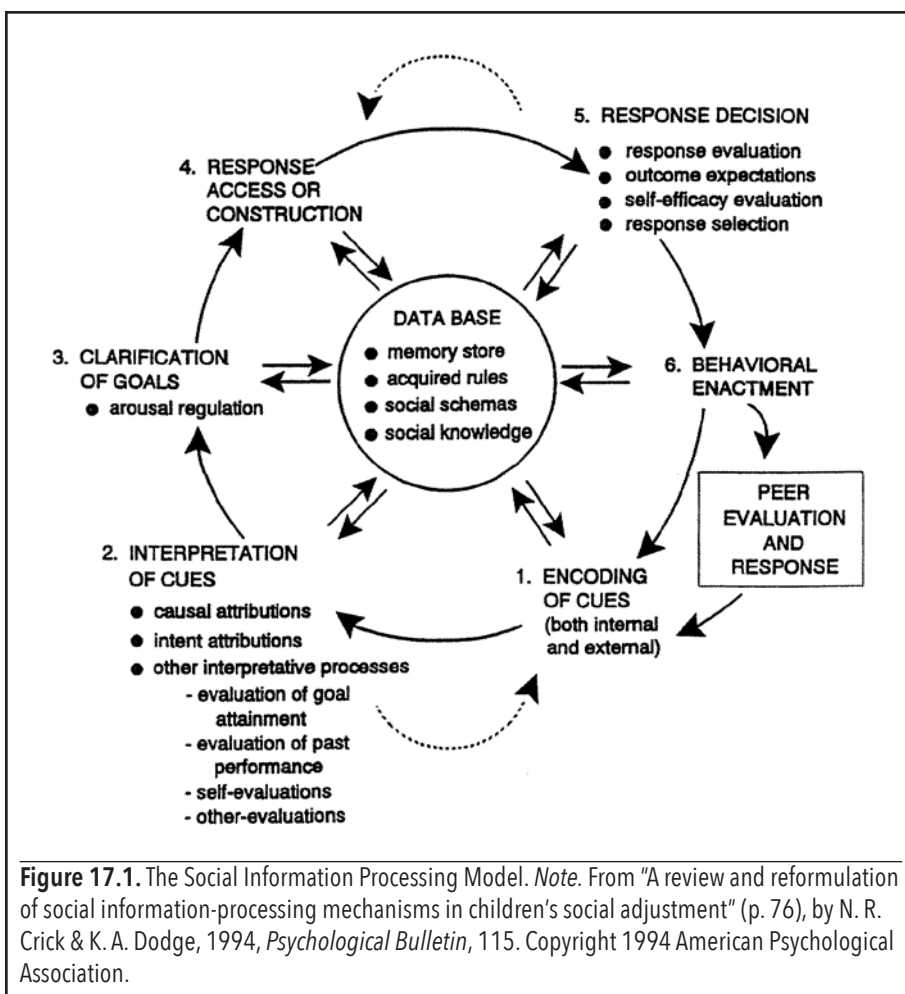 5. RESPONSE DECISION
● response evaluation
● outcome expectations
● self-efficacy evaluation
● response selection
4. RESPONSE
ACCESS OR
CONSTRUCTION
DATA BASE
● memory store
● acquired rules
● social schemas
● social knowledge
3. CLARIFICATION
OF GOALS
● arousal regulation
6. BEHAVIORAL
ENACTMENT
PEER
EVALUATION
AND
RESPONSE
2. INTERPRETATION
OF CUES
● causal attributions
● intent attributions
● other interpretative processes
- evaluation of goal
attainment
- evaluation of past
performance
- self-evaluations
- other-evaluations
1. ENCODING
OF CUES
(both internal
and external)
Figure 17.1. The Social Information Processing Model. Note. From "A review and reformulation
of social information-processing mechanisms in children's social adjustment" (p. 76), by N. R.
Crick & K. A. Dodge, 1994, Psychological Bulletin, 115. Copyright 1994 American Psychological
Association.